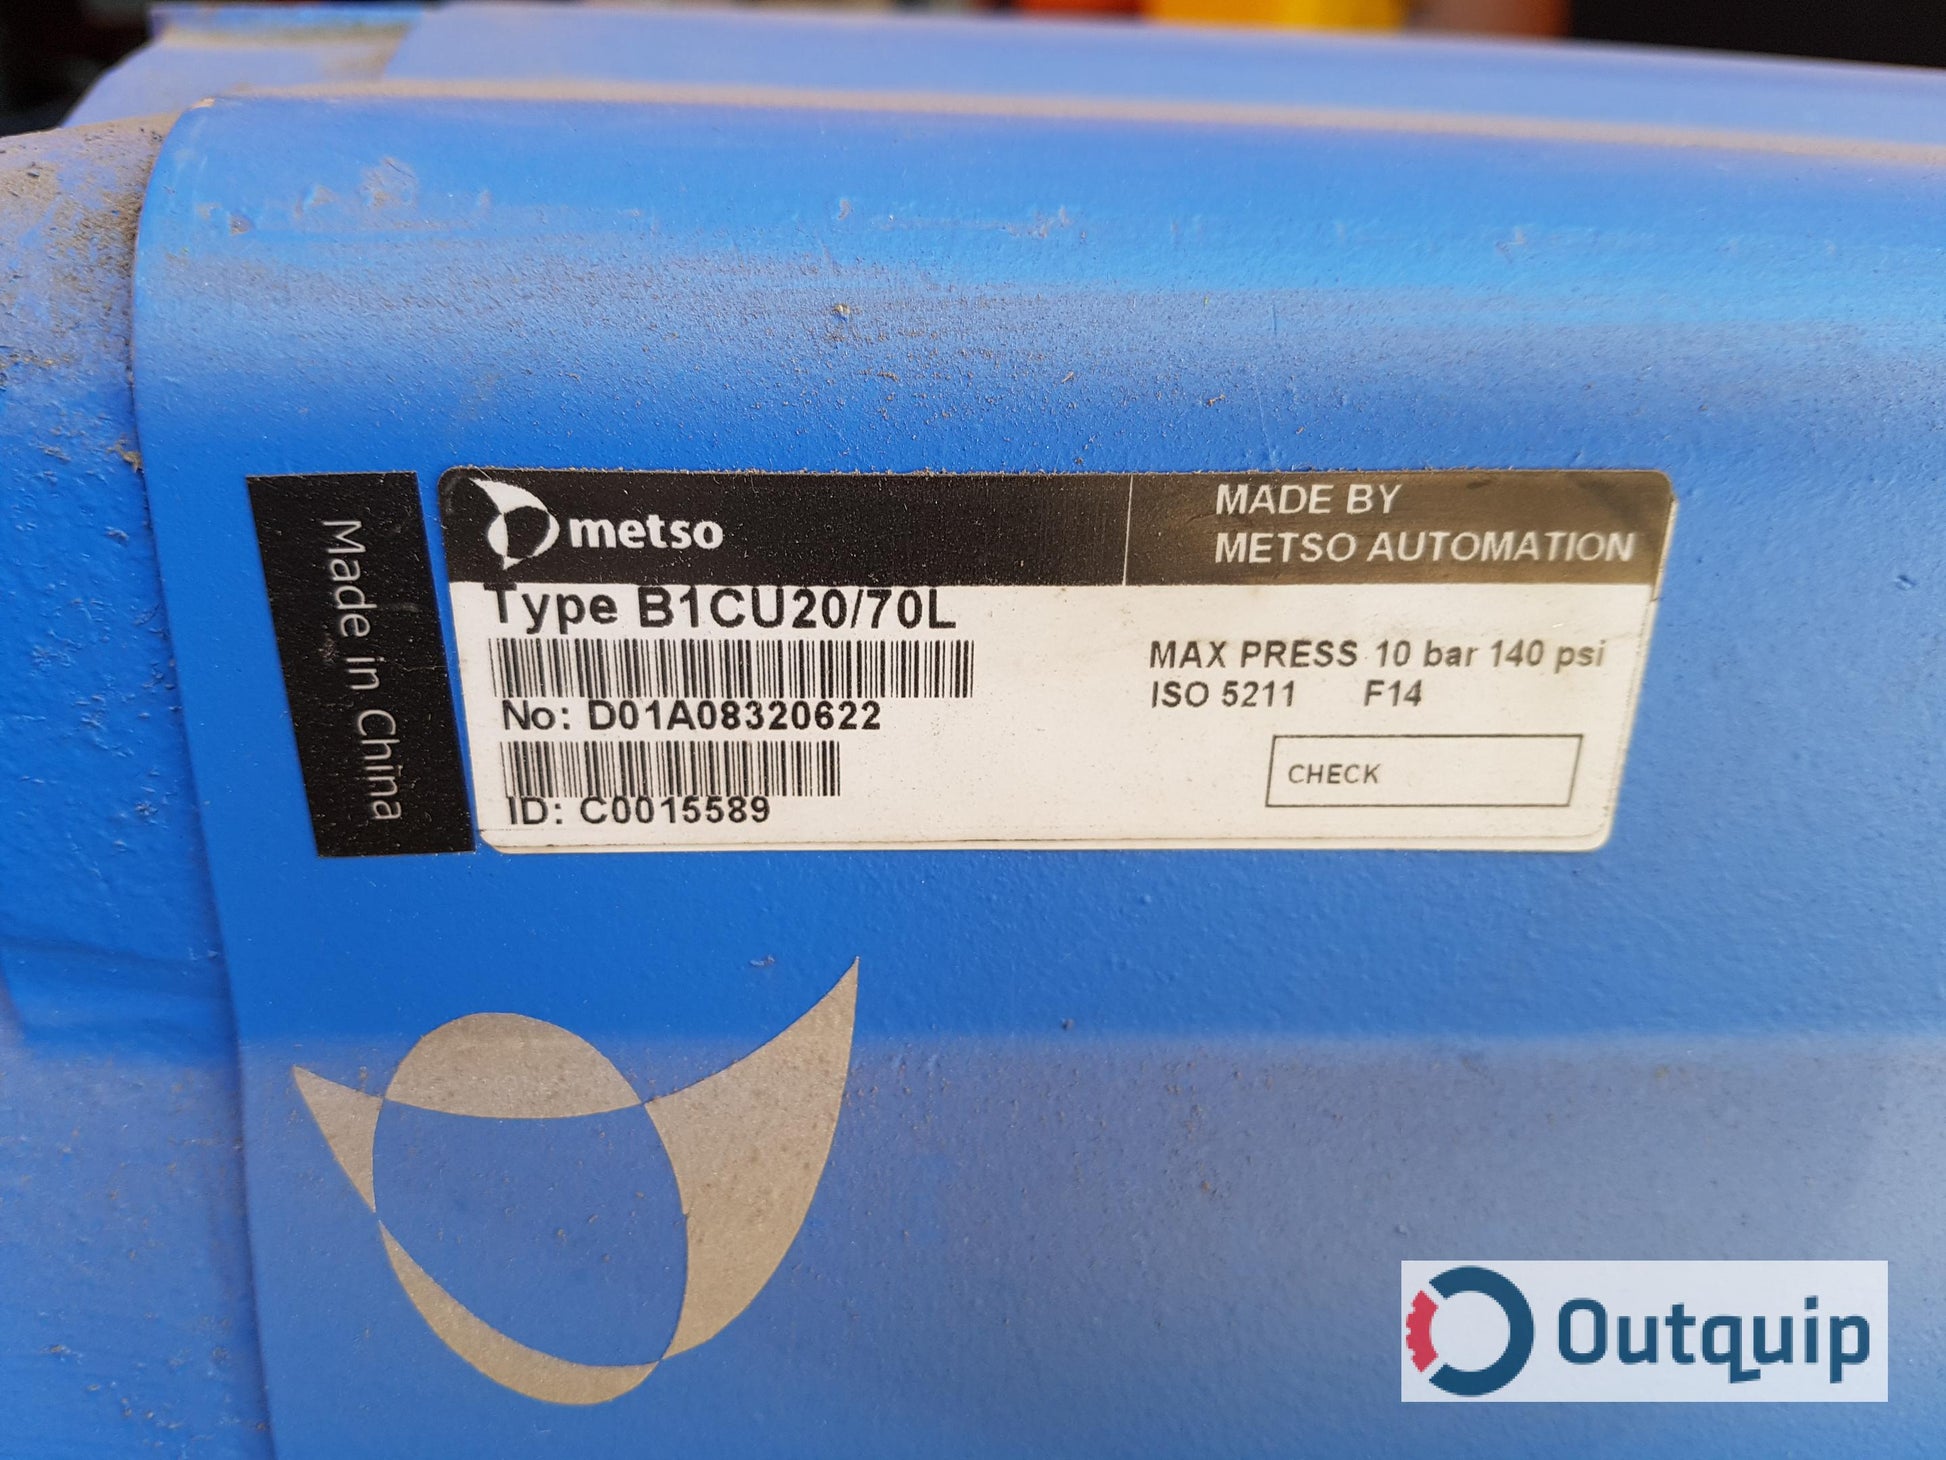 Made in China
metso
MADE BY
METSO AUTOMATION
Type B1CU20/70L
No: D01A08320622
ID: C0015589
MAX PRESS 10 bar 140 psi
ISO 5211 F14
CHECK
Outquip